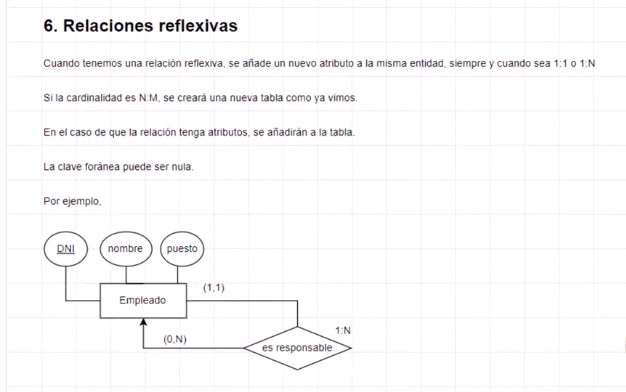 6. Relaciones reflexivas
Cuando tenemos una relación reflexiva, se añade un nuevo atributo a la misma entidad, siempre y cuando sea 1:1 o 1:N
Si la cardinalidad es N:M, se creará una nueva tabla como ya vimos.
En el caso de que la relación tenga atributos, se añadirán a la tabla.
La clave foránea puede ser nula.
Por ejemplo,
DNI
nombre
puesto
(1,1)
Empleado
1:N
(0,N)
es responsable